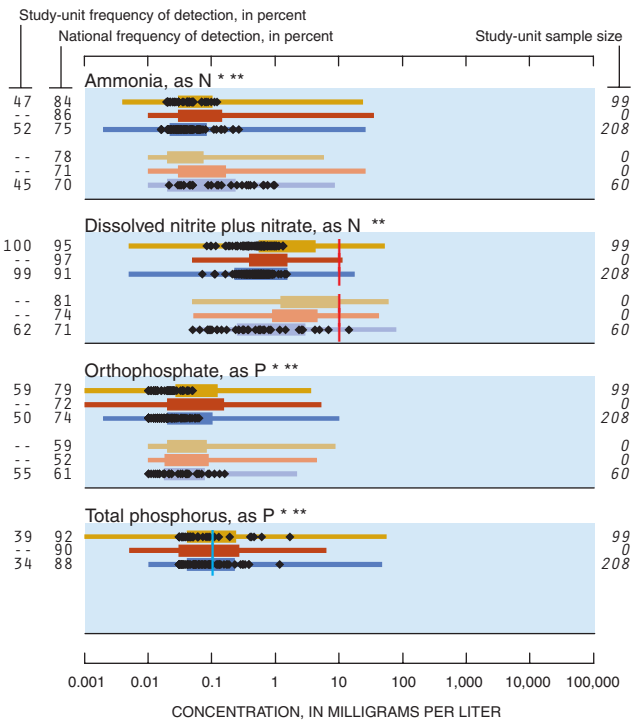 Study-unit frequency of detection, in percent
National frequency of detection, in percent
Study-unit sample size
Ammonia, as N * **
47 84 99
-- 86 0
52 75 208
-- 78 0
-- 71 0
45 70 60
Dissolved nitrite plus nitrate, as N **
100 95 99
-- 97 0
99 91 208
-- 81 0
-- 74 0
62 71 60
Orthophosphate, as P * **
59 79 99
-- 72 0
50 74 208
-- 59 0
-- 52 0
55 61 60
Total phosphorus, as P * **
39 92 99
-- 90 0
34 88 208
0.001 0.01 0.1 1 10 100 1,000 10,000 100,000
CONCENTRATION, IN MILLIGRAMS PER LITER